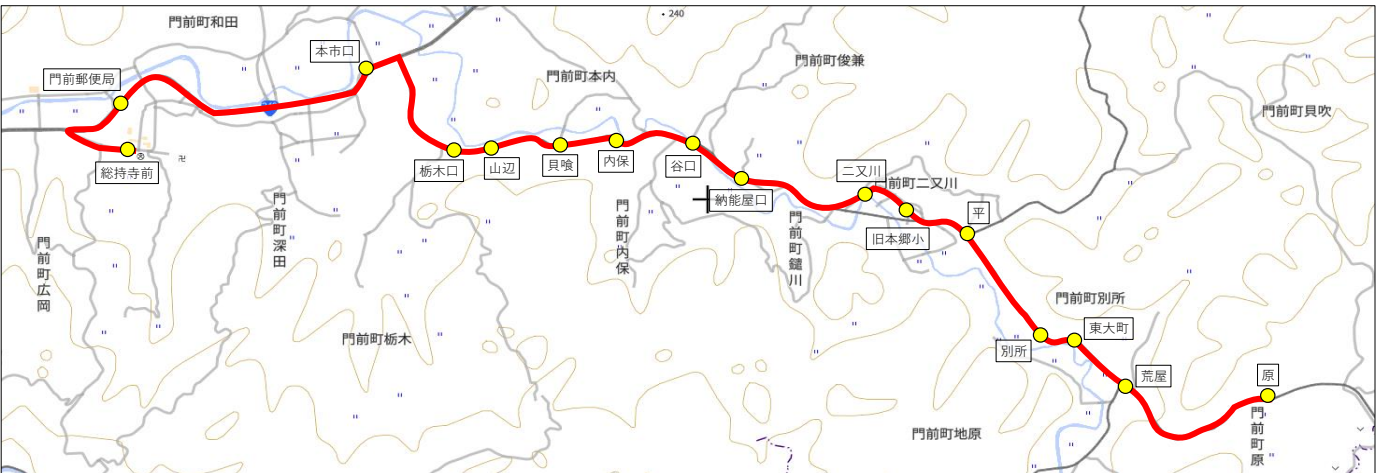 ・240
門前町和田
本市口
門前郵便局
門前町本内
門前町俊兼
門前町貝吹
総持寺前
栃木口
山辺
貝喰
内保
谷口
納能屋口
二又川
門前町二又川
旧本郷小
平
門前町広岡
門前町深田
門前町内保
門前町鑓川
門前町栃木
門前町別所
別所
東大町
荒屋
原
門前町地原
門前町原